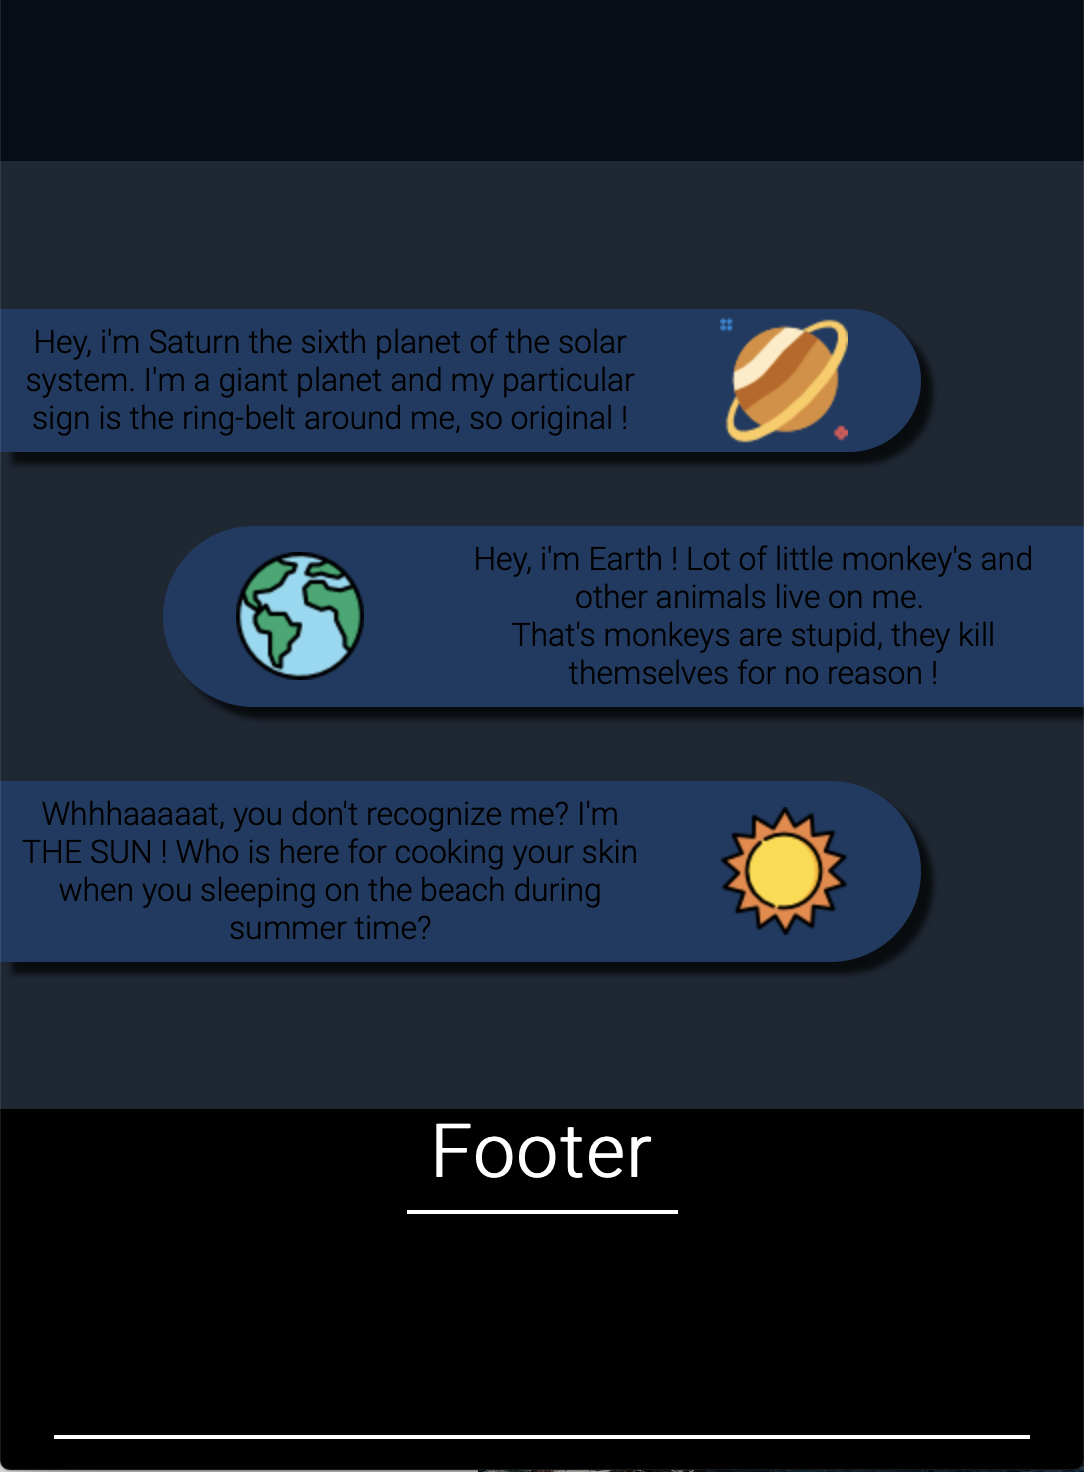 Hey, i'm Saturn the sixth planet of the solar
system. I'm a giant planet and my particular
sign is the ring-belt around me, so original !
Hey, i'm Earth ! Lot of little monkey's and
other animals live on me.
That's monkeys are stupid, they kill
themselves for no reason !
Whhhaaaaat, you don't recognize me? I'm
THE SUN ! Who is here for cooking your skin
when you sleeping on the beach during
summer time?
Footer